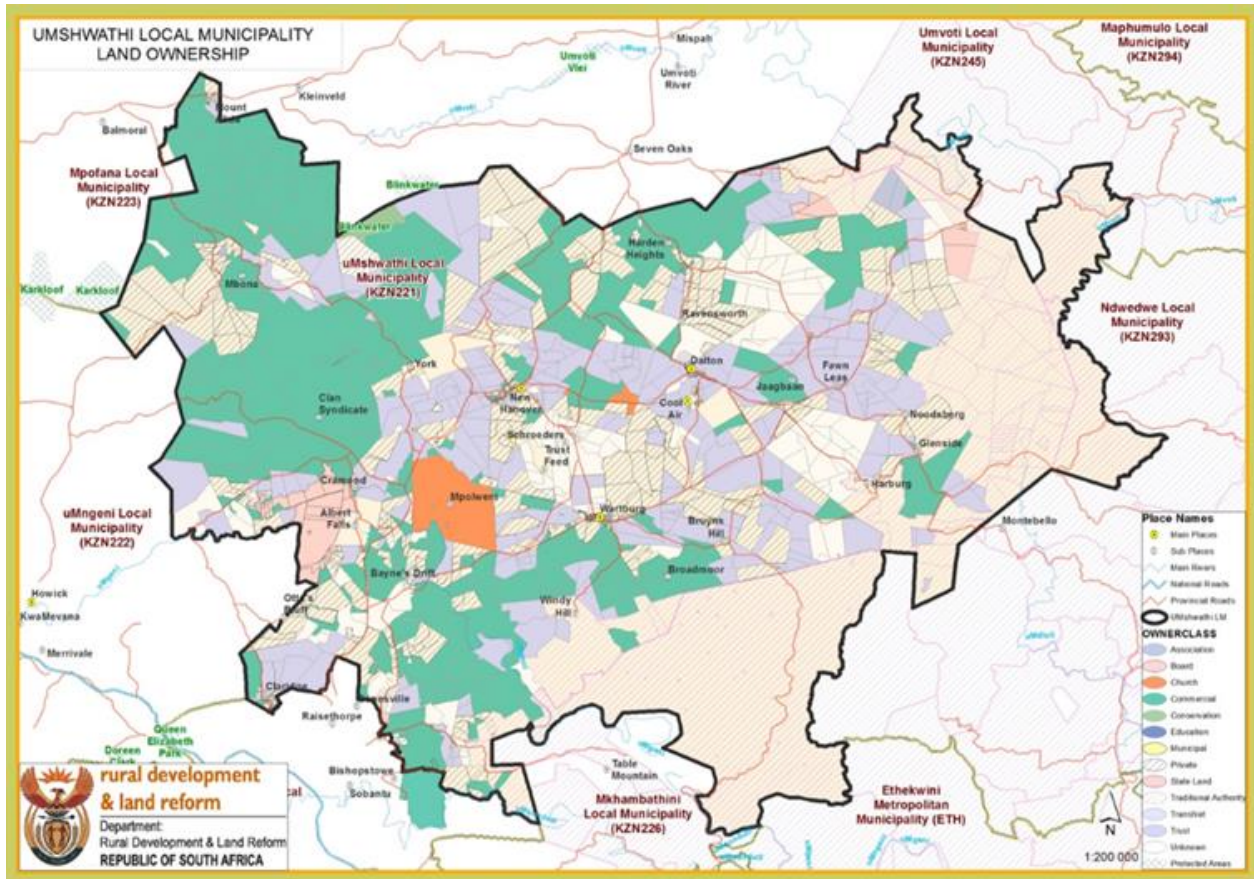 UMSHWATHI LOCAL MUNICIPALITY
LAND OWNERSHIP
Umvoti Local
Municipality
(KZN245)
Maphumulo Local
Municipality
(KZN294)
Mispah
Umvoti
Vlei
Umvoti
River
Kleinveld
Mount
Balmoral
Seven Oaks
Mpofana Local
Municipality
(KZN223)
Blinkwater
Blinkwater
Harden
Heights
uMshwathi Local
Municipality
(KZN221)
Karkloof
Karkloof
Mbona
Ravensworth
Ndwedwe Local
Municipality
(KZN293)
York
Dalton
Fawn
Leas
Jaagbaan
New
Hanover
Cool
Air
Clan
Syndicate
Noodsberg
Schroeders
Trust
Feed
Glenside
Cramond
Harburg
Mpolweni
Albert
Falls
Wartburg
uMngeni Local
Municipality
(KZN222)
Bruyns
Hill
Montebello
Bayne's Drift
Broadmoor
Howick
KwaMevana
Otto's
Bluff
Windy
Hill
Merrivale
Claridge
Raisethorpe
Queen
Elizabeth
Park
Doreen
Clark
Bishopstowe
Sobantu
Table
Mountain
Mkhambathini
Local Municipality
(KZN226)
Ethekwini
Metropolitan
Municipality (ETH)
N
1:200 000
Place Names
Main Places
Sub Places
Main Rivers
National Roads
Provincial Roads
UMshwathi LM
OWNERCLASS
Association
Board
Church
Commercial
Conservation
Education
Municipal
Private
State Land
Traditional Authority
Transnet
Trust
Unknown
Protected Areas
rural development
& land reform
Department:
Rural Development & Land Reform
REPUBLIC OF SOUTH AFRICA